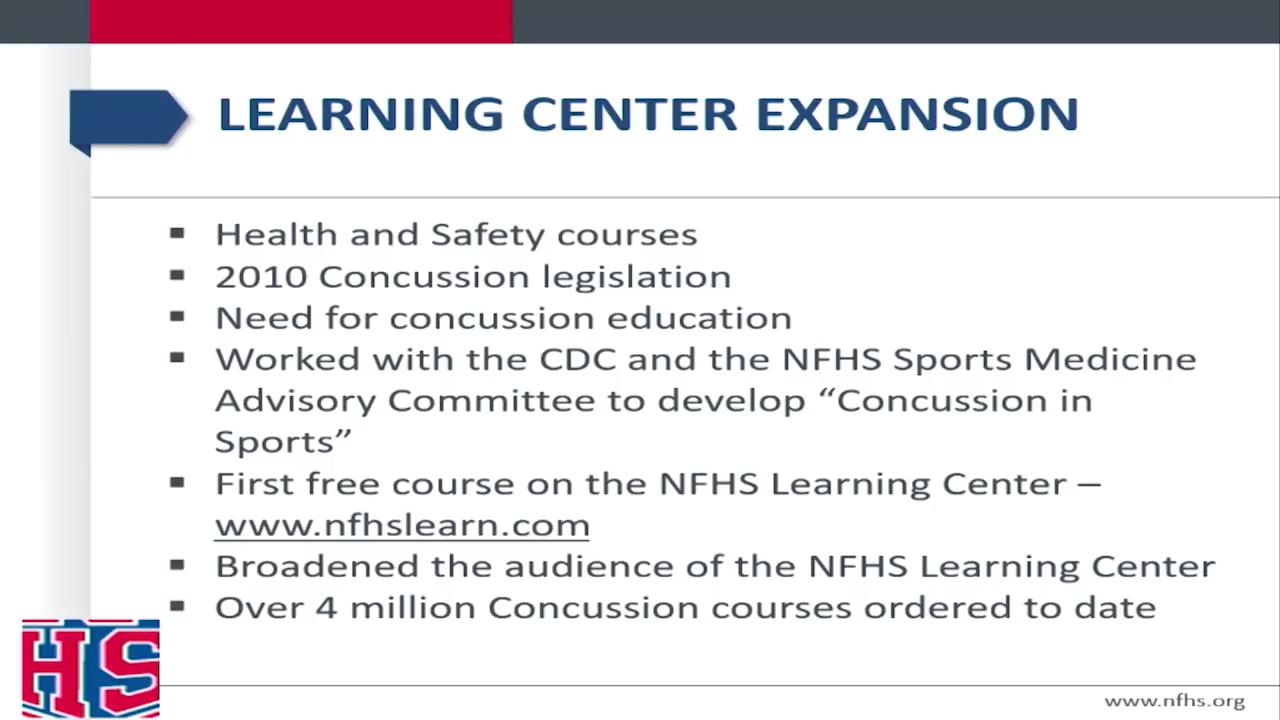 LEARNING CENTER EXPANSION
▪ Health and Safety courses
▪ 2010 Concussion legislation
▪ Need for concussion education
▪ Worked with the CDC and the NFHS Sports Medicine
Advisory Committee to develop “Concussion in
Sports”
▪ First free course on the NFHS Learning Center –
www.nfhslearn.com
▪ Broadened the audience of the NFHS Learning Center
▪ Over 4 million Concussion courses ordered to date
HS
www.nfhs.org